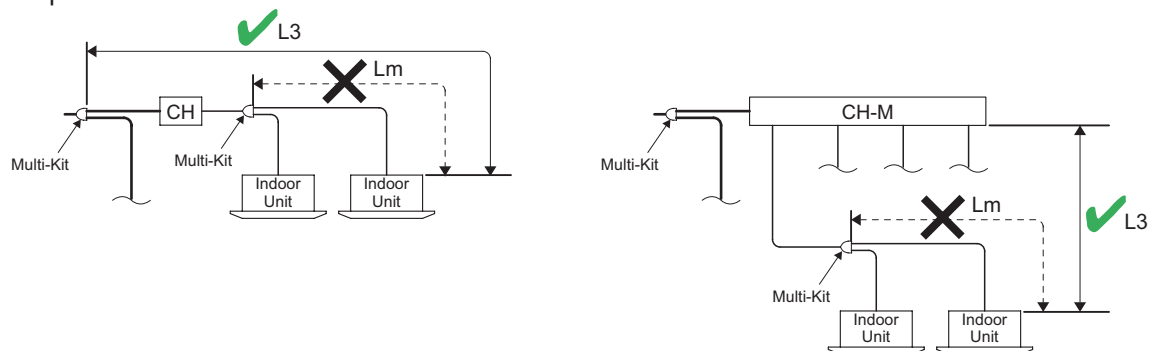 L3
Lm
CH
Multi-Kit
Multi-Kit
Indoor
Unit
Indoor
Unit
CH-M
Multi-Kit
Lm
L3
Multi-Kit
Indoor
Unit
Indoor
Unit